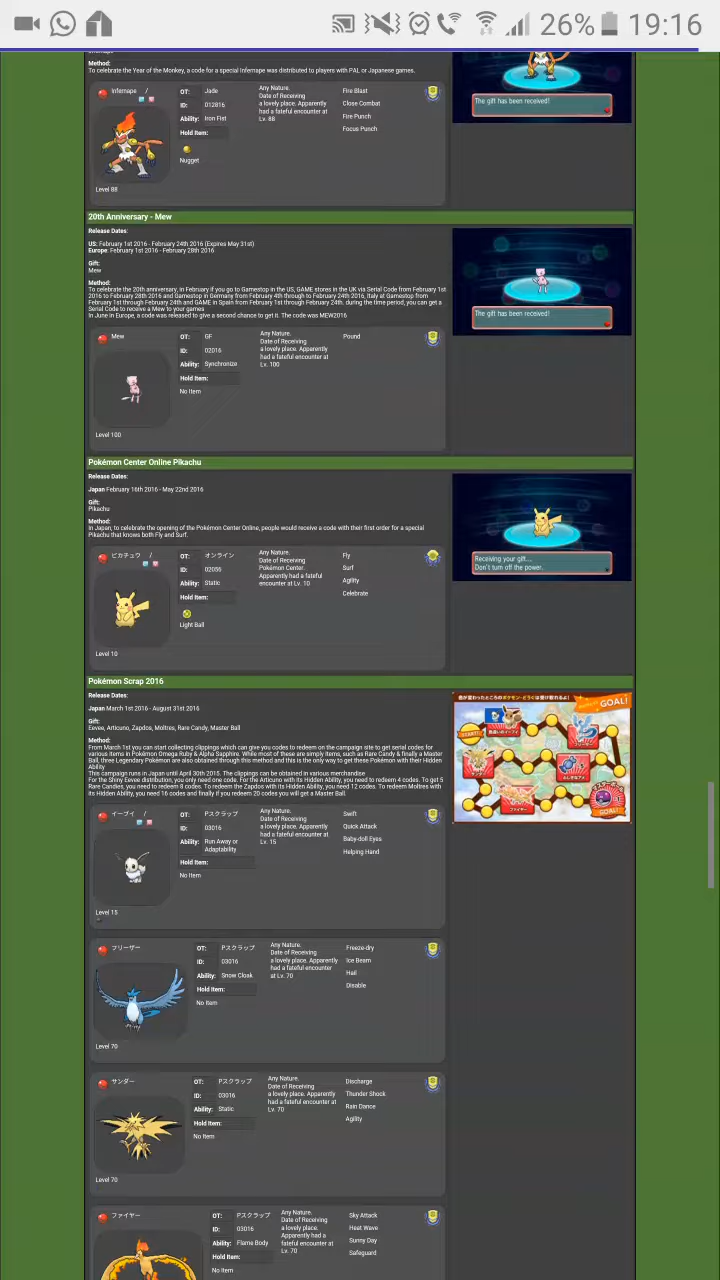 26% 19:16
Method:
To celebrate the Year of the Monkey, a code for a special Infernape was distributed to players with PAL or Japanese games.
The gift has been received!
Infernape /
OT: Jade
ID: 012816
Ability: Iron Fist
Hold Item:
Nugget
Any Nature.
Date of Receiving
a lovely place. Apparently
had a fateful encounter at
Lv. 88
Fire Blast
Close Combat
Fire Punch
Focus Punch
Level 88
20th Anniversary - Mew
Release Dates:
US: February 1st 2016 - February 24th 2016 (Expires May 31st)
Europe: February 1st 2016 - February 28th 2016
Gift:
Mew
Method:
To celebrate the 20th anniversary, in February if you go to Gamestop in the US, GAME stores in the UK via Serial Code from February 1st
2016 to February 28th 2016 and Gamestop in Germany from February 4th through to February 24th 2016, Italy at Gamestop from
February 1st through February 24th and GAME in Spain from February 1st through February 24th. during the time period, you can get a
Serial Code to receive a Mew to your games
In June in Europe, a code was released to give a second chance to get it. The code was MEW2016
The gift has been received!
Mew
OT: GF
ID: 02016
Ability: Synchronize
Hold Item:
No Item
Any Nature.
Date of Receiving
a lovely place. Apparently
had a fateful encounter at
Lv. 100
Pound
Level 100
Pokémon Center Online Pikachu
Release Dates:
Japan February 16th 2016 - May 22nd 2016
Gift:
Pikachu
Method:
In Japan, to celebrate the opening of the Pokémon Center Online, people would receive a code with their first order for a special
Pikachu that knows both Fly and Surf.
Receiving your gift...
Don't turn off the power.
ピカチュウ /
OT: オンライン
ID: 02056
Ability: Static
Hold Item:
Light Ball
Any Nature.
Date of Receiving
Pokémon Center.
Apparently had a fateful
encounter at Lv. 10
Fly
Surf
Agility
Celebrate
Level 10
Pokémon Scrap 2016
Release Dates:
Japan March 1st 2016 - August 31st 2016
Gift:
Eevee, Articuno, Zapdos, Moltres, Rare Candy, Master Ball
Method:
From March 1st you can start collecting clippings which can give you codes to redeem on the campaign site to get serial codes for
various items in Pokémon Omega Ruby & Alpha Sapphire. While most of these are simply items, such as Rare Candy & finally a Master
Ball, three Legendary Pokémon are also obtained through this method and this is the only way to get these Pokémon with their Hidden
Ability
This campaign runs in Japan until April 30th 2015. The clippings can be obtained in various merchandise
For the Shiny Eevee distribution, you only need one code. For the Articuno with its Hidden Ability, you need to redeem 4 codes. To get 5
Rare Candies, you need to redeem 8 codes. To redeem the Zapdos with its Hidden Ability, you need 12 codes. To redeem Moltres with
its Hidden Ability, you need 16 codes and finally if you redeem 20 codes you will get a Master Ball.
GOAL!
START!
GOAL!
イーブイ /
OT: Pスクラップ
ID: 03016
Ability: Run Away or
Adaptability
Hold Item:
No Item
Any Nature.
Date of Receiving
a lovely place. Apparently
had a fateful encounter at
Lv. 15
Swift
Quick Attack
Baby-doll Eyes
Helping Hand
Level 15
フリーザー
OT: Pスクラップ
ID: 03016
Ability: Snow Cloak
Hold Item:
No Item
Any Nature.
Date of Receiving
a lovely place. Apparently
had a fateful encounter
at Lv. 70
Freeze-dry
Ice Beam
Hail
Disable
Level 70
サンダー
OT: Pスクラップ
ID: 03016
Ability: Static
Hold Item:
No Item
Any Nature.
Date of Receiving
a lovely place. Apparently
had a fateful encounter at
Lv. 70
Discharge
Thunder Shock
Rain Dance
Agility
Level 70
ファイヤー
OT: Pスクラップ
ID: 03016
Ability: Flame Body
Hold Item:
No Item
Any Nature.
Date of Receiving
a lovely place.
Apparently had a
fateful encounter at
Lv. 70
Sky Attack
Heat Wave
Sunny Day
Safeguard